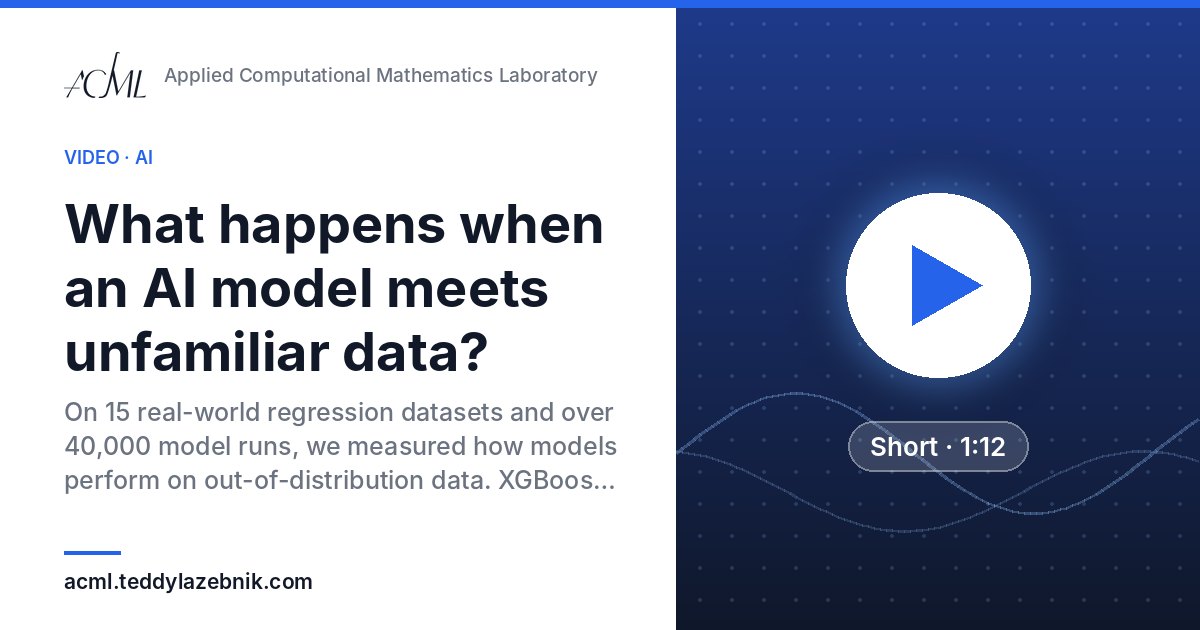 ACML
Applied Computational Mathematics Laboratory
VIDEO · AI
What happens when
an AI model meets
unfamiliar data?
On 15 real-world regression datasets and over
40,000 model runs, we measured how models
perform on out-of-distribution data. XGBoos...
acml.teddylazebnik.com
Short · 1:12